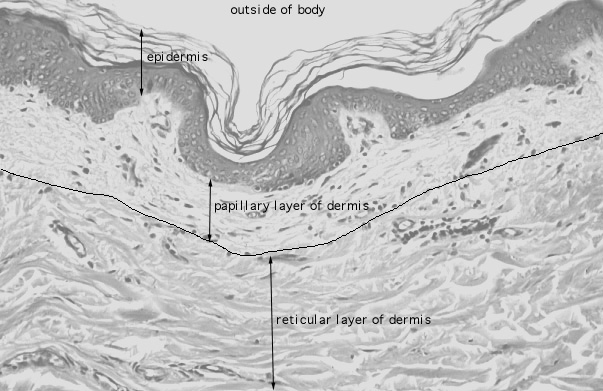 outside of body
epidermis
papillary layer of dermis
reticular layer of dermis